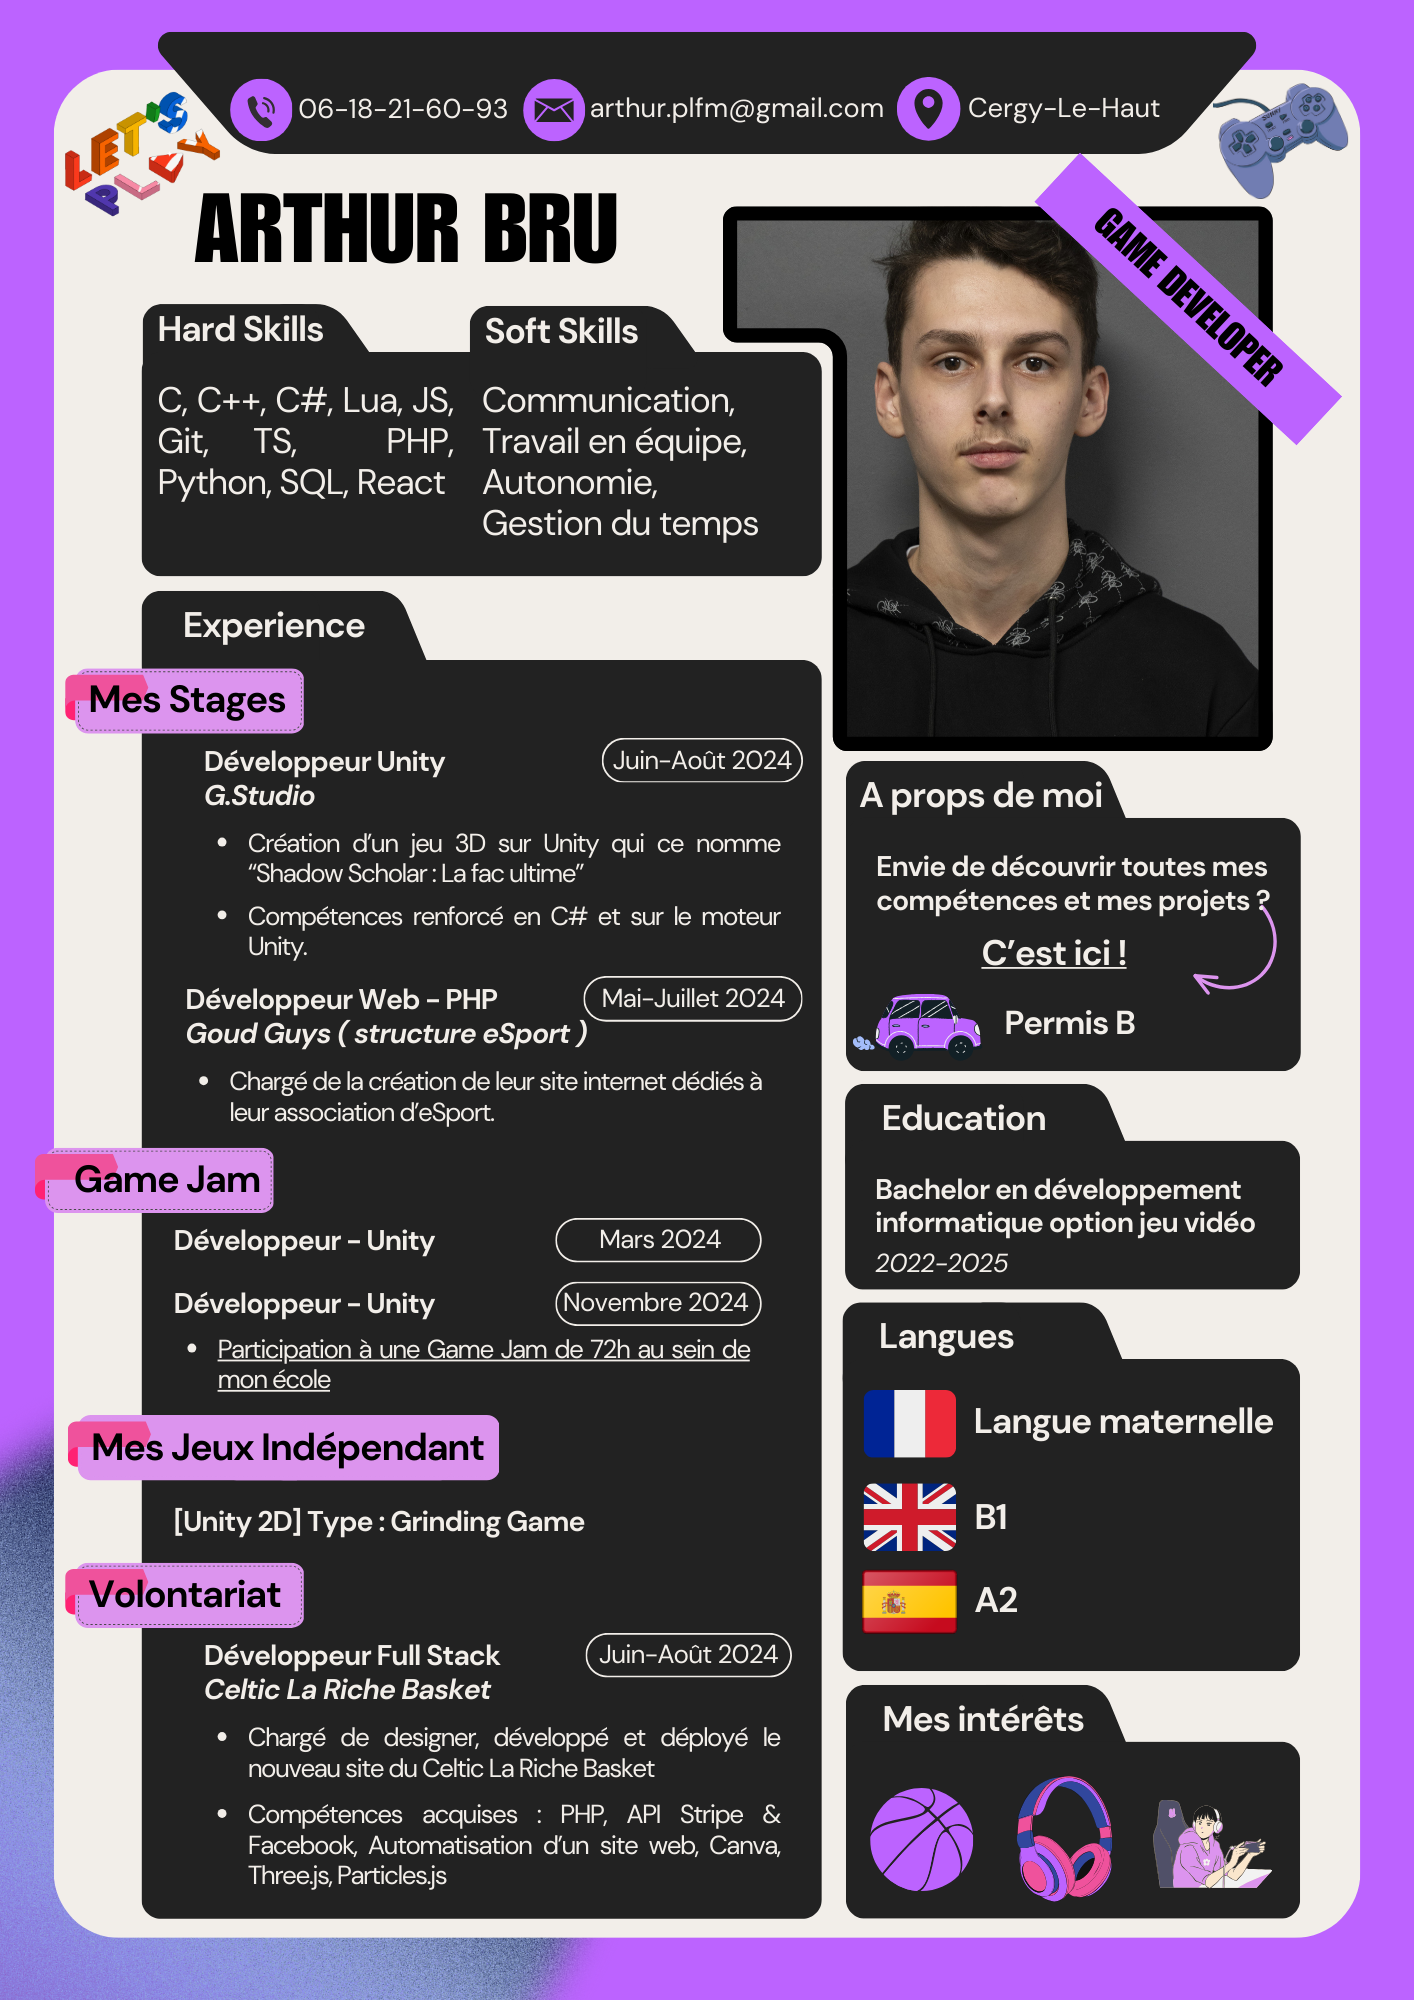 06-18-21-60-93
arthur.plfm@gmail.com
Cergy-Le-Haut
LET'S
PLAY
ARTHUR BRU
GAME DEVELOPER
Hard Skills
C, C++, C#, Lua, JS,
Git, TS, PHP,
Python, SQL, React
Soft Skills
Communication,
Travail en équipe,
Autonomie,
Gestion du temps
Experience
Mes Stages
Développeur Unity
Juin-Août 2024
G.Studio
• Création d’un jeu 3D sur Unity qui ce nomme
“Shadow Scholar : La fac ultime”
• Compétences renforcé en C# et sur le moteur
Unity.
Développeur Web - PHP
Mai-Juillet 2024
Goud Guys ( structure eSport )
• Chargé de la création de leur site internet dédiés à
leur association d’eSport.
Game Jam
Développeur - Unity
Mars 2024
Développeur - Unity
Novembre 2024
• Participation à une Game Jam de 72h au sein de
mon école
Mes Jeux Indépendant
[Unity 2D] Type : Grinding Game
Volontariat
Développeur Full Stack
Juin-Août 2024
Celtic La Riche Basket
• Chargé de designer, développé et déployé le
nouveau site du Celtic La Riche Basket
• Compétences acquises : PHP, API Stripe &
Facebook, Automatisation d’un site web, Canva,
Three.js, Particles.js
A props de moi
Envie de découvrir toutes mes
compétences et mes projets ?
C’est ici !
Permis B
Education
Bachelor en développement
informatique option jeu vidéo
2022-2025
Langues
Langue maternelle
B1
A2
Mes intérêts